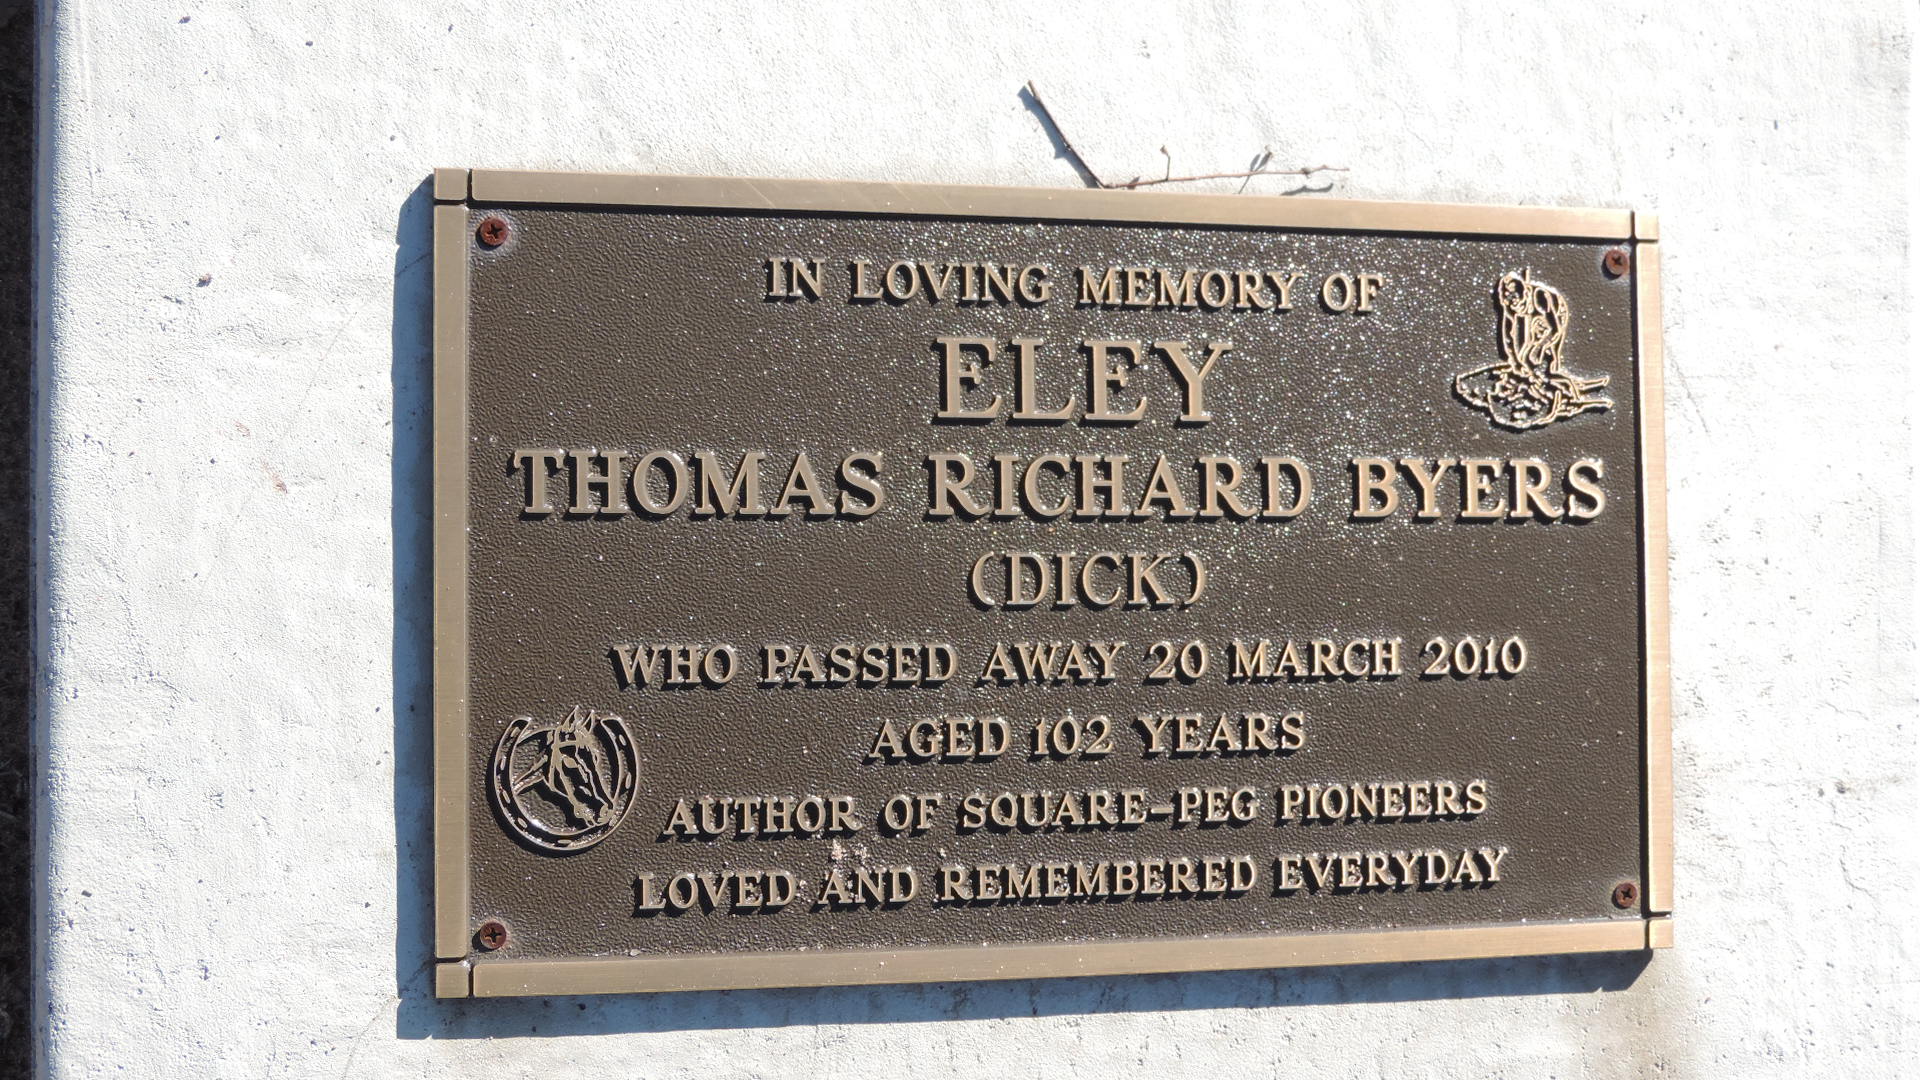 IN LOVING MEMORY OF
ELEY
THOMAS RICHARD BYERS
(DICK)
WHO PASSED AWAY 20 MARCH 2010
AGED 102 YEARS
AUTHOR OF SQUARE-PEG PIONEERS
LOVED AND REMEMBERED EVERYDAY